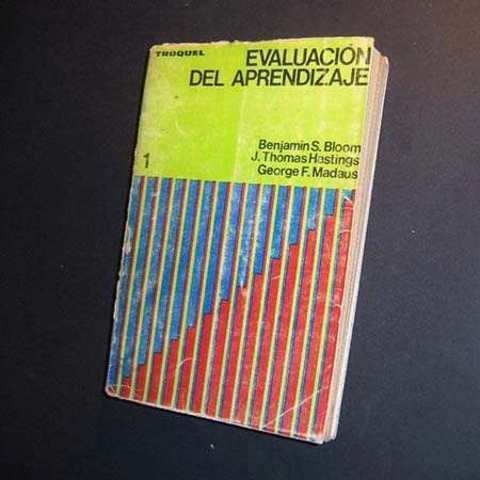 TROQUEL
EVALUACIÓN
DEL APRENDIZAJE
Benjamin S. Bloom
J. Thomas Hastings
George F. Madaus
1